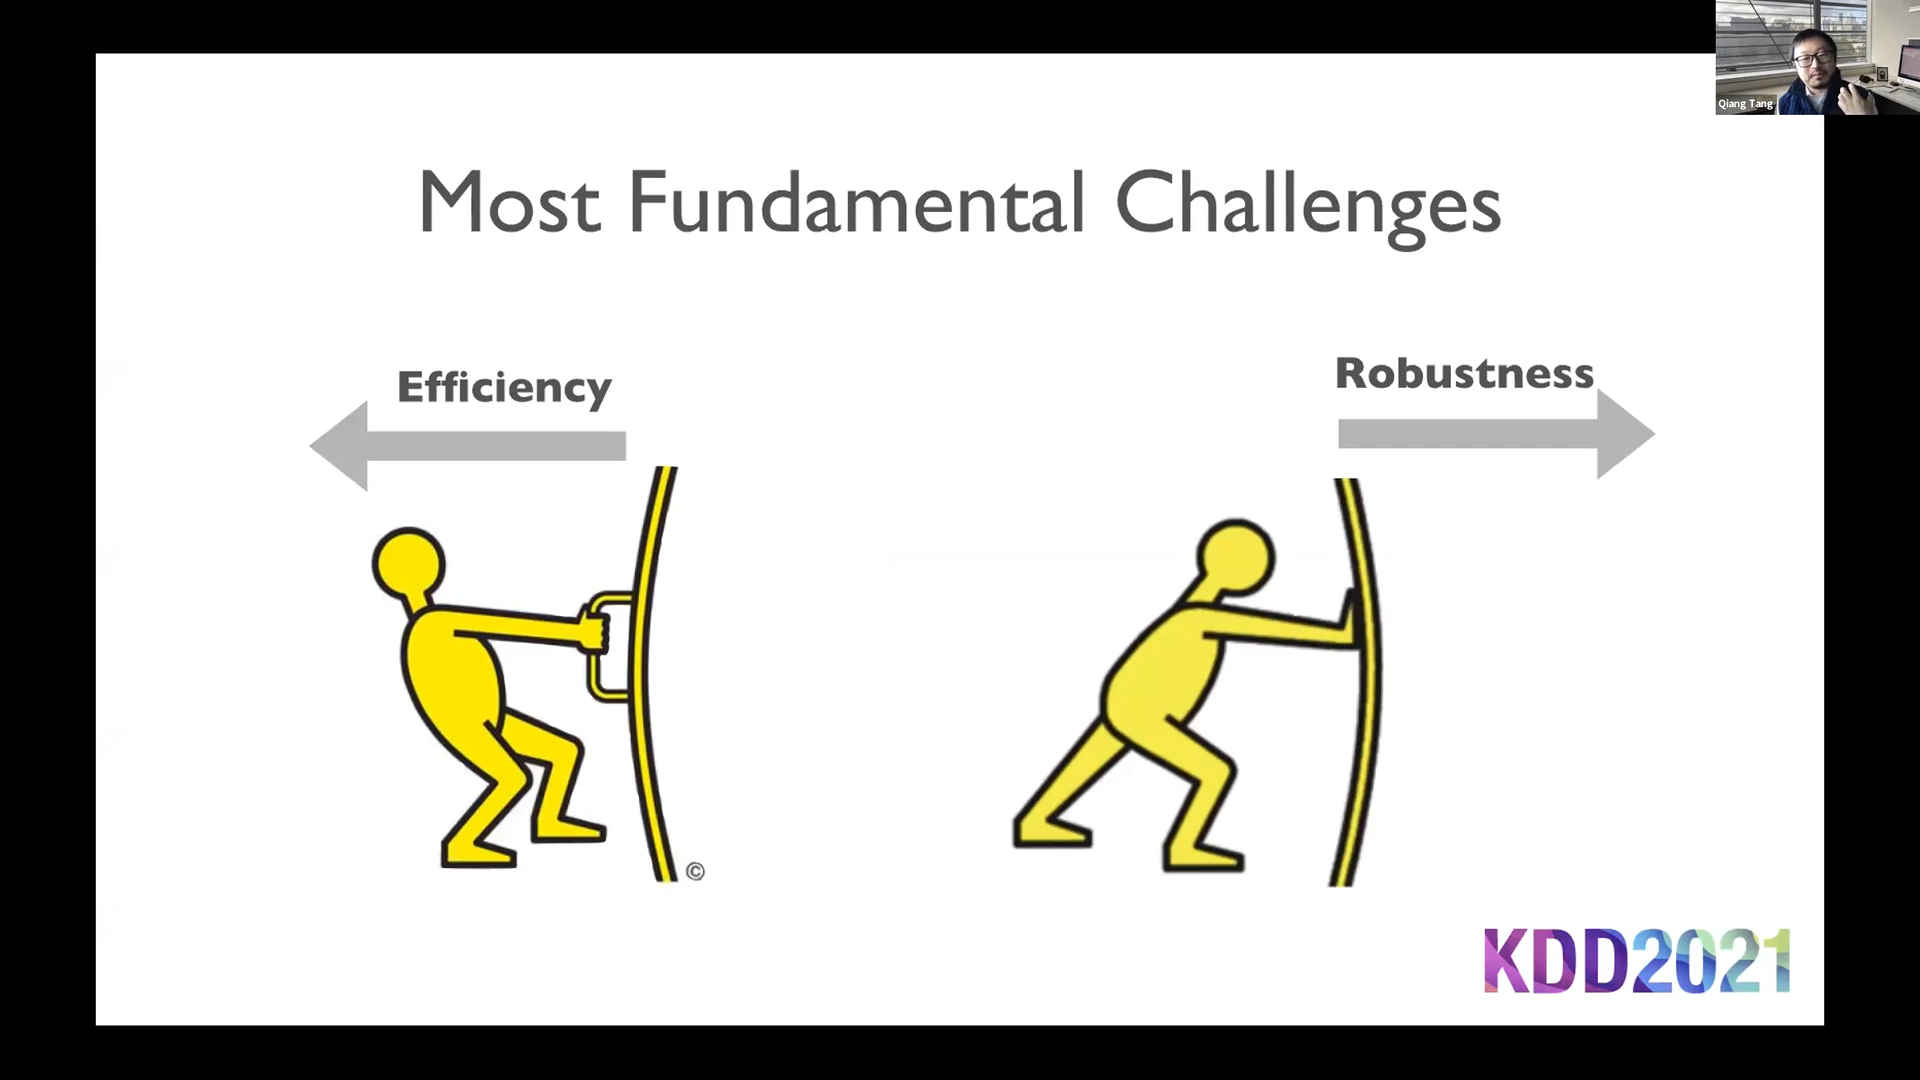 Qiang Tang
Most Fundamental Challenges
Efficiency
Robustness
©
KDD2021